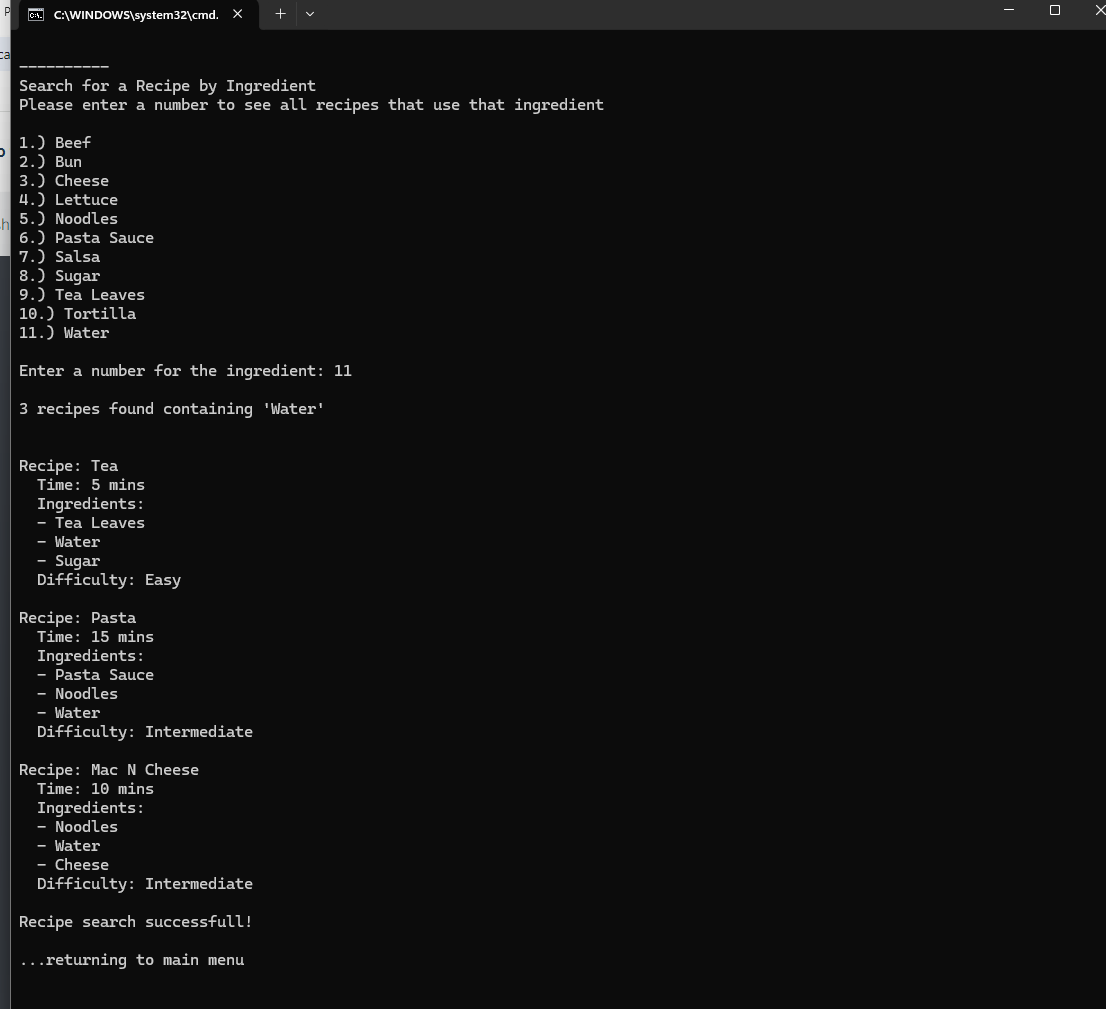 C:\WINDOWS\system32\cmd.
__________
Search for a Recipe by Ingredient
Please enter a number to see all recipes that use that ingredient
1.) Beef
2.) Bun
3.) Cheese
4.) Lettuce
5.) Noodles
6.) Pasta Sauce
7.) Salsa
8.) Sugar
9.) Tea Leaves
10.) Tortilla
11.) Water
Enter a number for the ingredient: 11
3 recipes found containing 'Water'
Recipe: Tea
Time: 5 mins
Ingredients:
- Tea Leaves
- Water
- Sugar
Difficulty: Easy
Recipe: Pasta
Time: 15 mins
Ingredients:
- Pasta Sauce
- Noodles
- Water
Difficulty: Intermediate
Recipe: Mac N Cheese
Time: 10 mins
Ingredients:
- Noodles
- Water
- Cheese
Difficulty: Intermediate
Recipe search successfull!
...returning to main menu